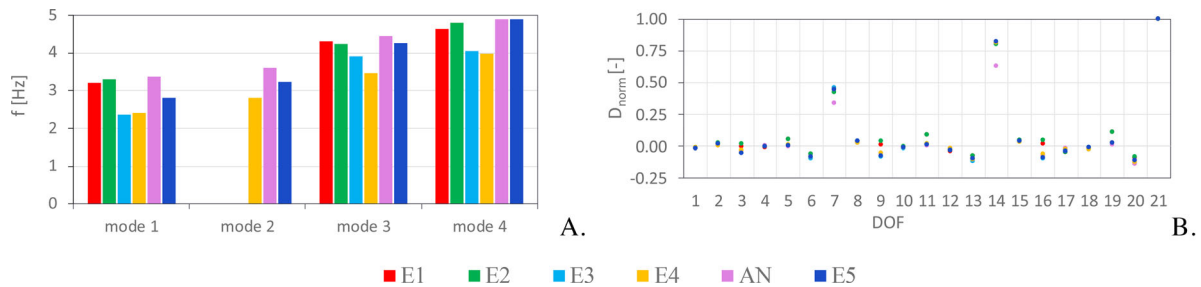 f [Hz]
5
4
3
2
1
0
mode 1 mode 2 mode 3 mode 4
A.
D_norm [-]
1.00
0.75
0.50
0.25
0.00
-0.25
1 2 3 4 5 6 7 8 9 10 11 12 13 14 15 16 17 18 19 20 21
DOF
B.
E1 E2 E3 E4 AN E5